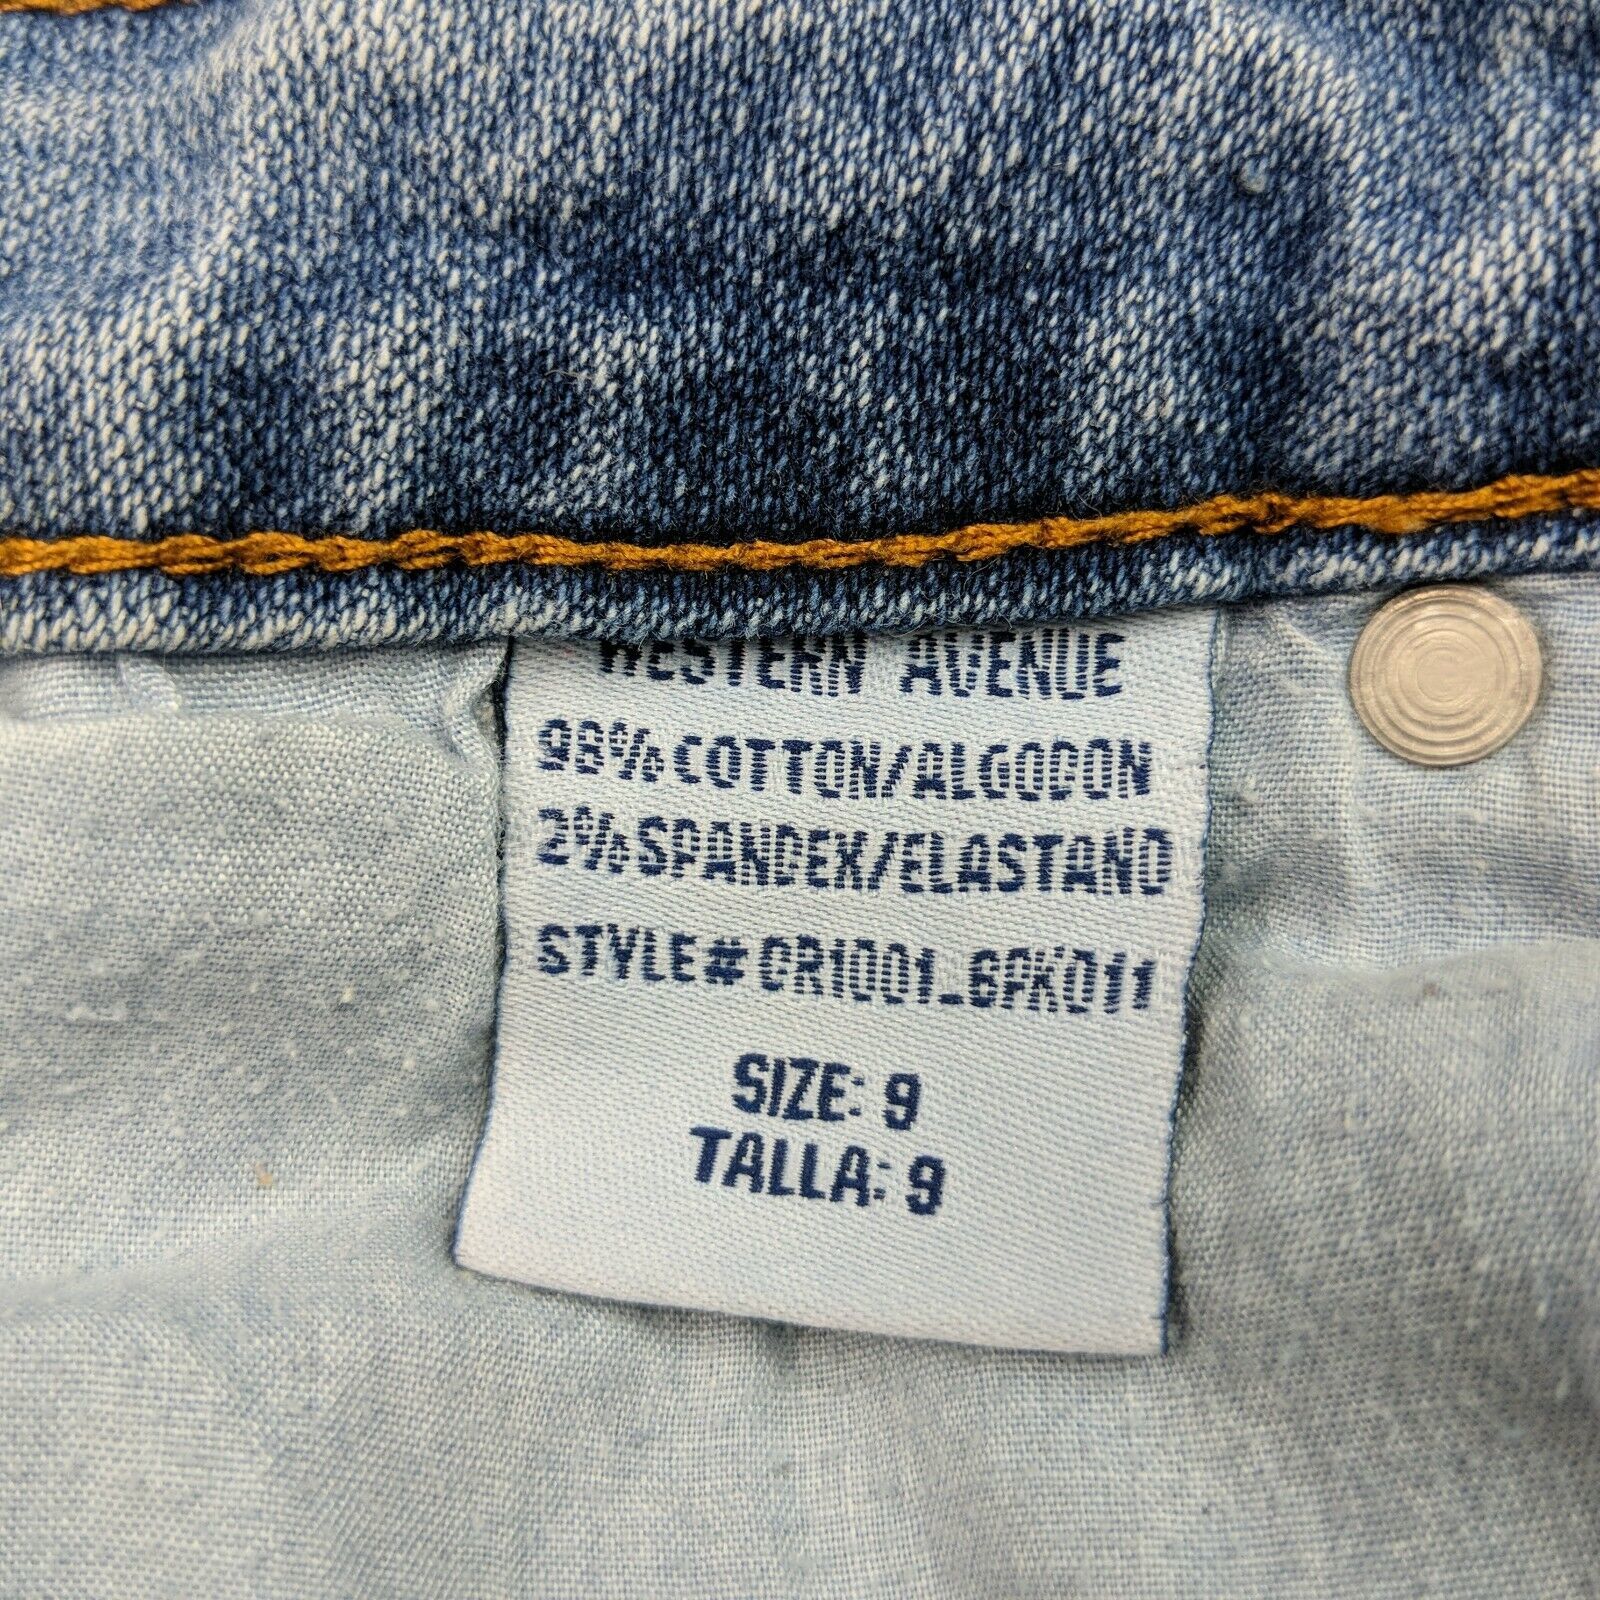 WESTERN AVENUE
98% COTTON/ALGODON
2% SPANDEX/ELASTANO
STYLE# CR1001_6PK011
SIZE: 9
TALLA: 9